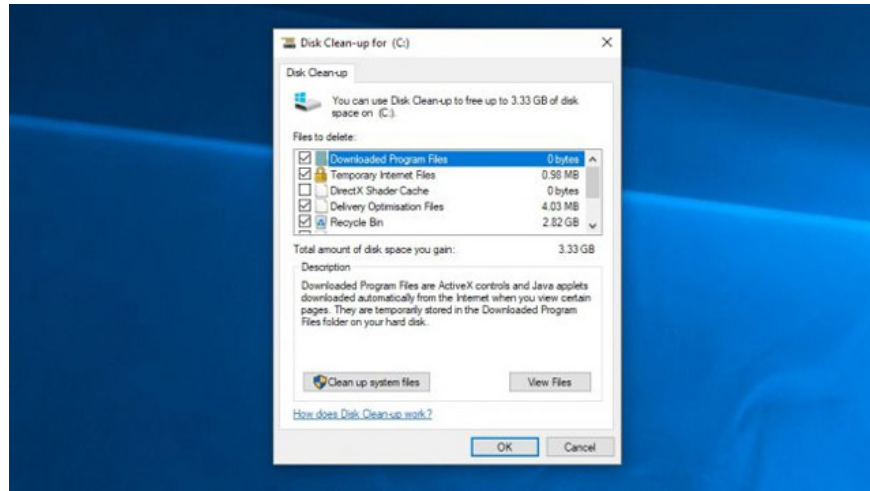 Disk Clean-up for (C:)
Disk Clean-up
You can use Disk Clean-up to free up to 3.33 GB of disk
space on (C:).
Files to delete:
Downloaded Program Files 0 bytes
Temporary Internet Files 0.98 MB
DirectX Shader Cache 0 bytes
Delivery Optimisation Files 4.03 MB
Recycle Bin 2.82 GB
Total amount of disk space you gain: 3.33 GB
Description
Downloaded Program Files are ActiveX controls and Java applets
downloaded automatically from the Internet when you view certain
pages. They are temporarily stored in the Downloaded Program
Files folder on your hard disk.
Clean up system files View Files
How does Disk Clean-up work?
OK Cancel